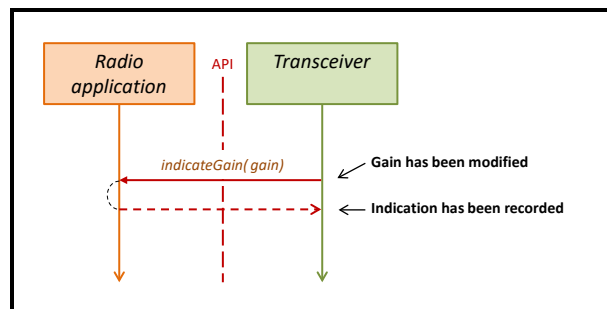 Radio
application
API
Transceiver
indicateGain( gain)
Gain has been modified
Indication has been recorded